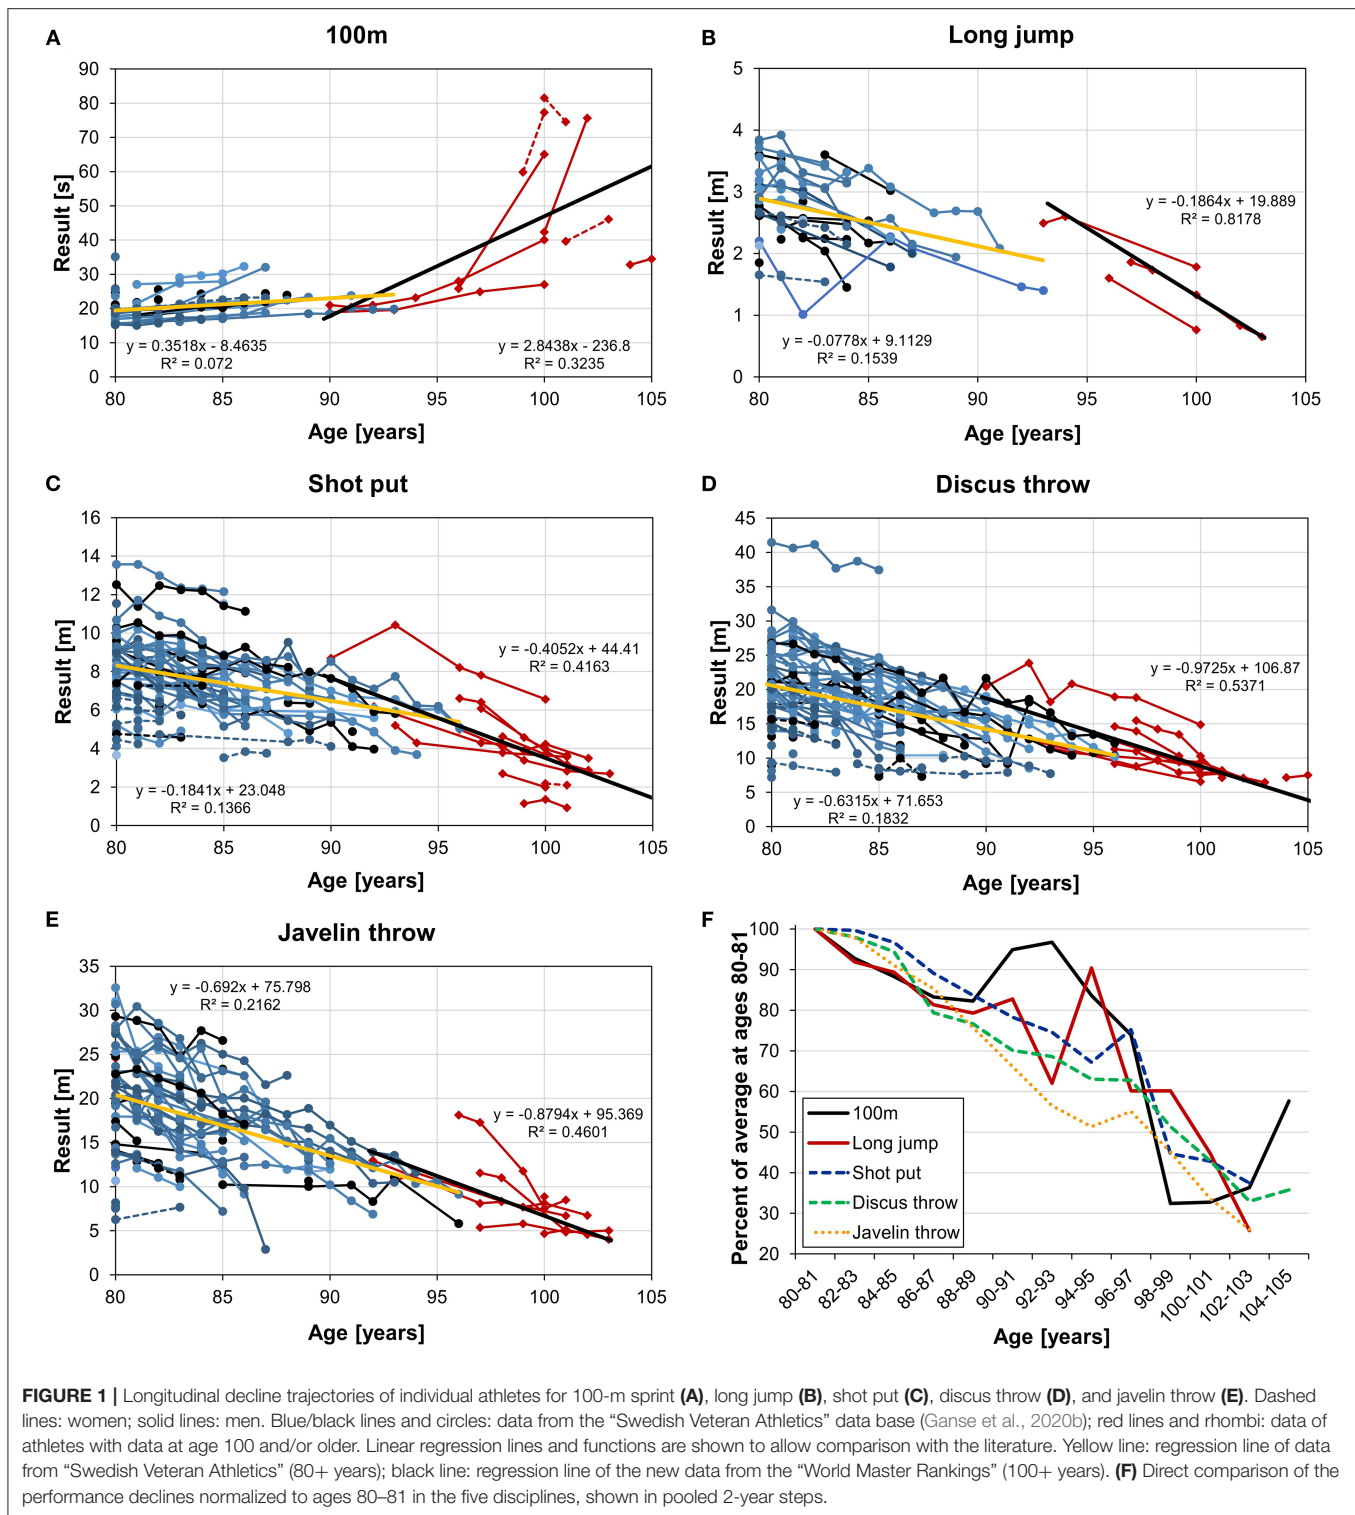 A
100m
Result [s]
90
80
70
60
50
40
30
20
10
0
y = 0.3518x - 8.4635
R² = 0.072
y = 2.8438x - 236.8
R² = 0.3235
80 85 90 95 100 105
Age [years]
B
Long jump
Result [m]
5
4
3
2
1
0
y = -0.1864x + 19.889
R² = 0.8178
y = -0.0778x + 9.1129
R² = 0.1539
80 85 90 95 100 105
Age [years]
C
Shot put
Result [m]
16
14
12
10
8
6
4
2
0
y = -0.4052x + 44.41
R² = 0.4163
y = -0.1841x + 23.048
R² = 0.1366
80 85 90 95 100 105
Age [years]
D
Discus throw
Result [m]
45
40
35
30
25
20
15
10
5
0
y = -0.9725x + 106.87
R² = 0.5371
y = -0.6315x + 71.653
R² = 0.1832
80 85 90 95 100 105
Age [years]
E
Javelin throw
Result [m]
35
30
25
20
15
10
5
0
y = -0.692x + 75.798
R² = 0.2162
y = -0.8794x + 95.369
R² = 0.4601
80 85 90 95 100 105
Age [years]
F
Percent of average at ages 80-81
100
90
80
70
60
50
40
30
20
100m
Long jump
Shot put
Discus throw
Javelin throw
80-81 82-83 84-85 86-87 88-89 90-91 92-93 94-95 96-97 98-99 100-101 102-103 104-105
Age [years]
FIGURE 1 | Longitudinal decline trajectories of individual athletes for 100-m sprint (A), long jump (B), shot put (C), discus throw (D), and javelin throw (E). Dashed
lines: women; solid lines: men. Blue/black lines and circles: data from the “Swedish Veteran Athletics” data base (Ganse et al., 2020b); red lines and rhombi: data of
athletes with data at age 100 and/or older. Linear regression lines and functions are shown to allow comparison with the literature. Yellow line: regression line of data
from “Swedish Veteran Athletics” (80+ years); black line: regression line of the new data from the “World Master Rankings” (100+ years). (F) Direct comparison of the
performance declines normalized to ages 80–81 in the five disciplines, shown in pooled 2-year steps.